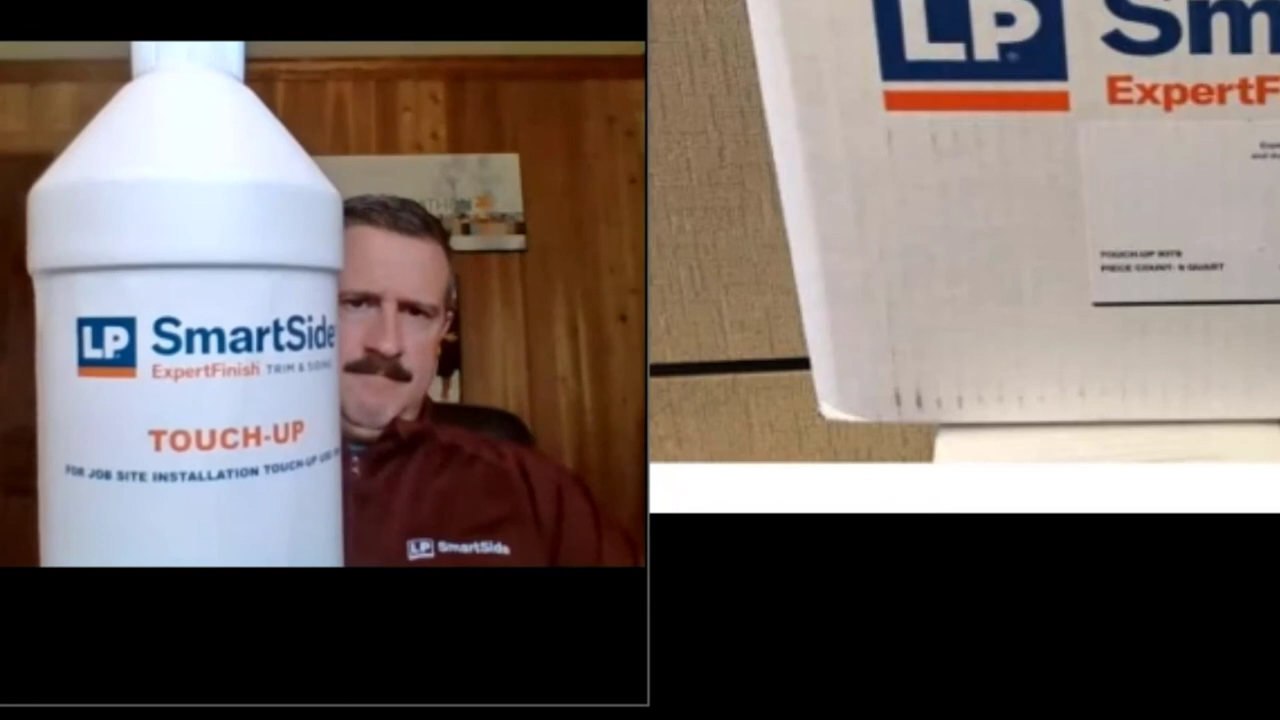 LP SmartSide
ExpertFinish TRIM & SIDING
TOUCH-UP
FOR JOB SITE INSTALLATION TOUCH-UP USE
LP SmartSide
LP Sm
ExpertF
TOUCH-UP KITS
PIECE COUNT: 6 QUART